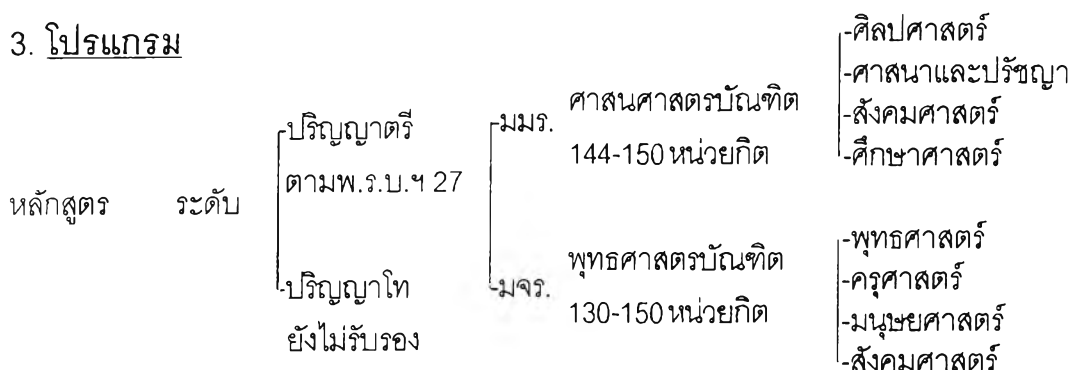 3. โปรแกรม
หลักสูตร ระดับ
-ปริญญาตรี
ตามพ.ร.บ.ฯ 27
-ปริญญาโท
ยังไม่รับรอง
-มมร. ศาสนศาสตรบัณฑิต
144-150 หน่วยกิต
-ศิลปศาสตร์
-ศาสนาและปรัชญา
-สังคมศาสตร์
-ศึกษาศาสตร์
-มจร. พุทธศาสตรบัณฑิต
130-150 หน่วยกิต
-พุทธศาสตร์
-ครุศาสตร์
-มนุษยศาสตร์
-สังคมศาสตร์